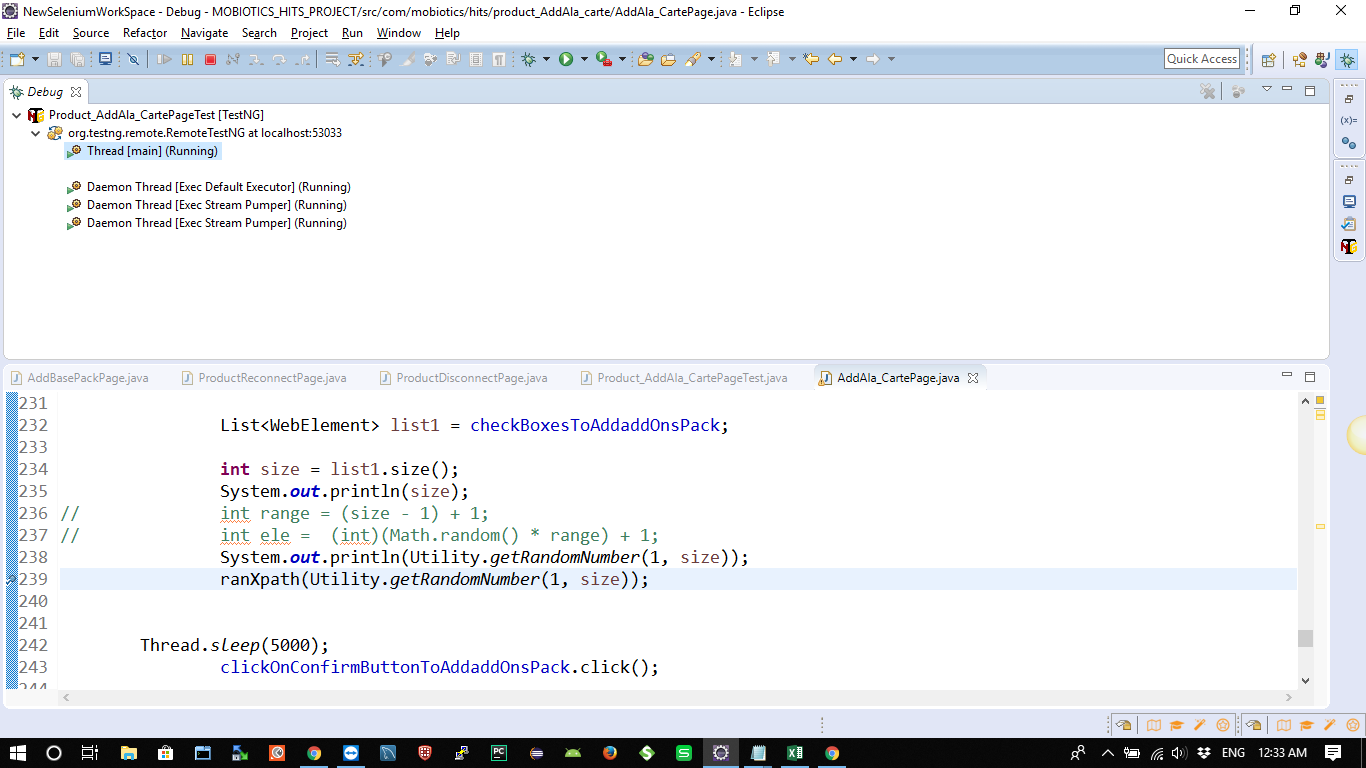 NewSeleniumWorkSpace - Debug - MOBIOTICS_HITS_PROJECT/src/com/mobiotics/hits/product_AddAla_carte/AddAla_CartePage.java - Eclipse
File Edit Source Refactor Navigate Search Project Run Window Help
Quick Access
Debug
Product_AddAla_CartePageTest [TestNG]
org.testng.remote.RemoteTestNG at localhost:53033
Thread [main] (Running)
Daemon Thread [Exec Default Executor] (Running)
Daemon Thread [Exec Stream Pumper] (Running)
Daemon Thread [Exec Stream Pumper] (Running)
(x)=
AddBasePackPage.java ProductReconnectPage.java ProductDisconnectPage.java Product_AddAla_CartePageTest.java AddAla_CartePage.java
231
232 List<WebElement> list1 = checkBoxesToAddaddOnsPack;
233
234 int size = list1.size();
235 System.out.println(size);
236 // int range = (size - 1) + 1;
237 // int ele =  (int)(Math.random() * range) + 1;
238 System.out.println(Utility.getRandomNumber(1, size));
239 ranXpath(Utility.getRandomNumber(1, size));
240
241
242 Thread.sleep(5000);
243 clickOnConfirmButtonToAddaddOnsPack.click();
244
PC S ENG 12:33 AM